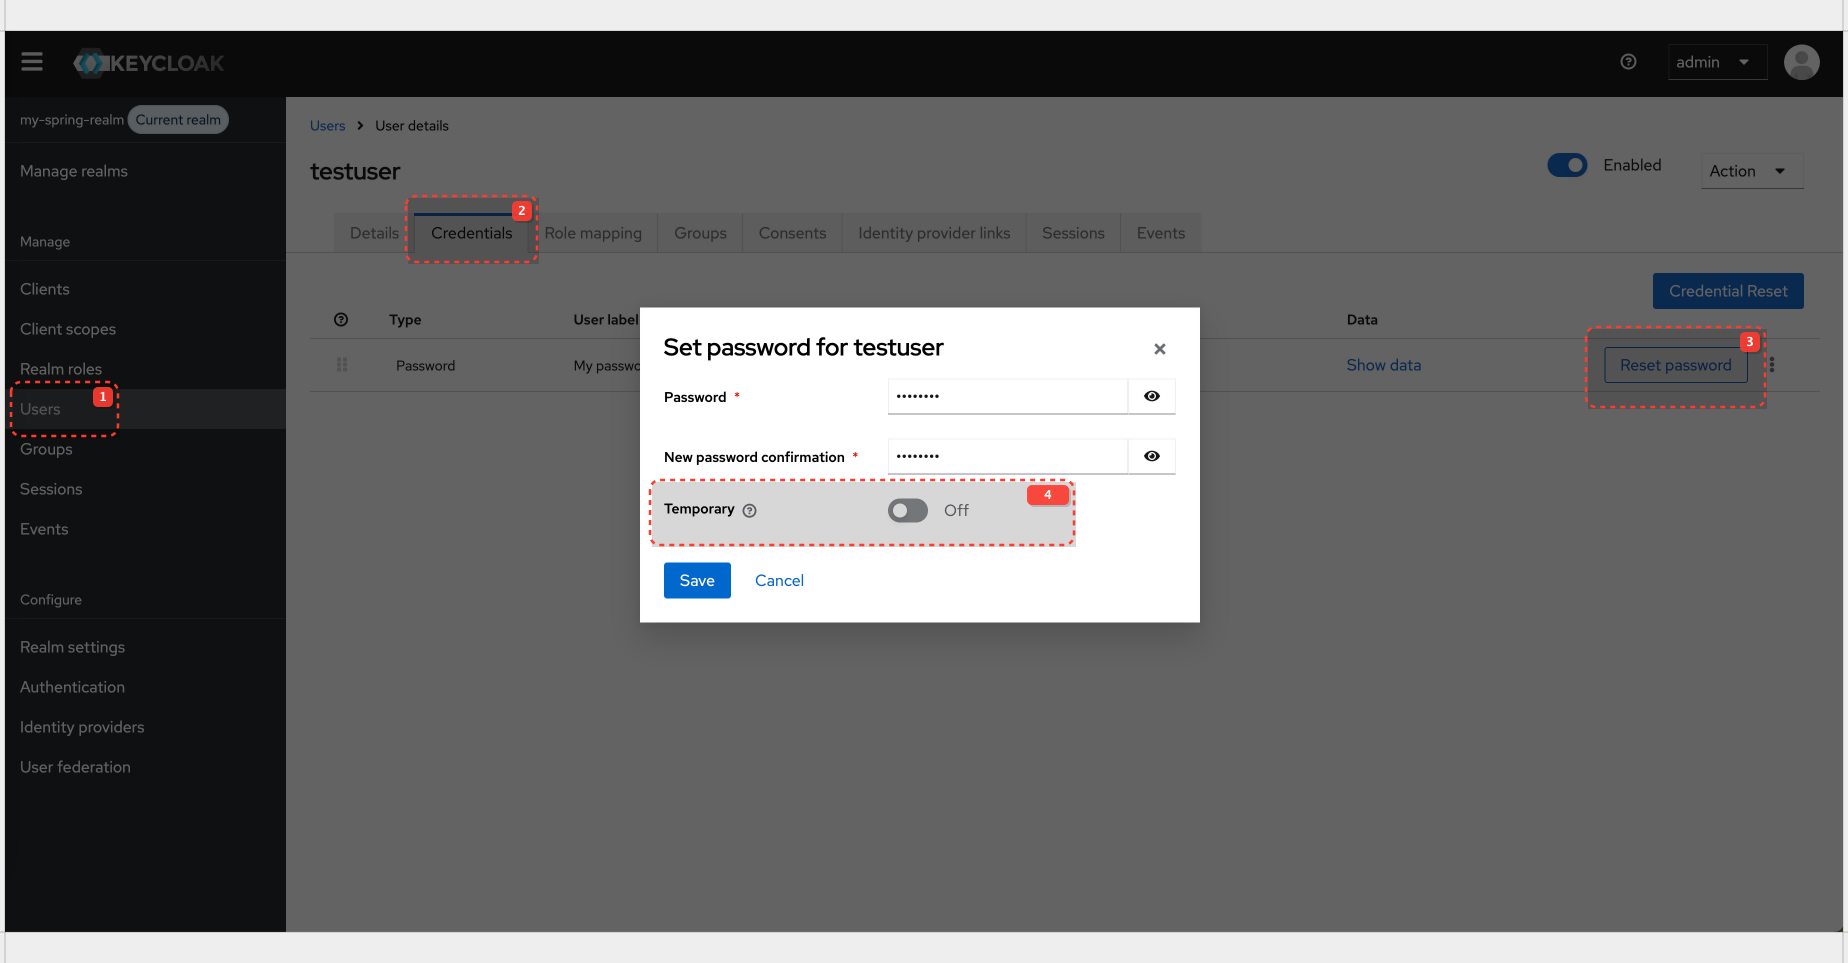 KEYCLOAK
admin
my-spring-realm Current realm
Manage realms
Manage
Clients
Client scopes
Realm roles
Users 1
Groups
Sessions
Events
Configure
Realm settings
Authentication
Identity providers
User federation
Users > User details
testuser
Enabled
Action
Details Credentials 2 Role mapping Groups Consents Identity provider links Sessions Events
Credential Reset
Type User label Data
Password My passwo Show data Reset password 3
Set password for testuser
Password *
••••••••
New password confirmation *
••••••••
Temporary Off 4
Save Cancel